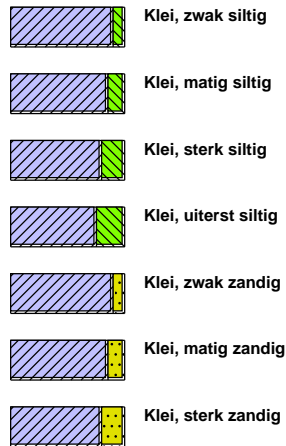 Klei, zwak siltig
Klei, matig siltig
Klei, sterk siltig
Klei, uiterst siltig
Klei, zwak zandig
Klei, matig zandig
Klei, sterk zandig